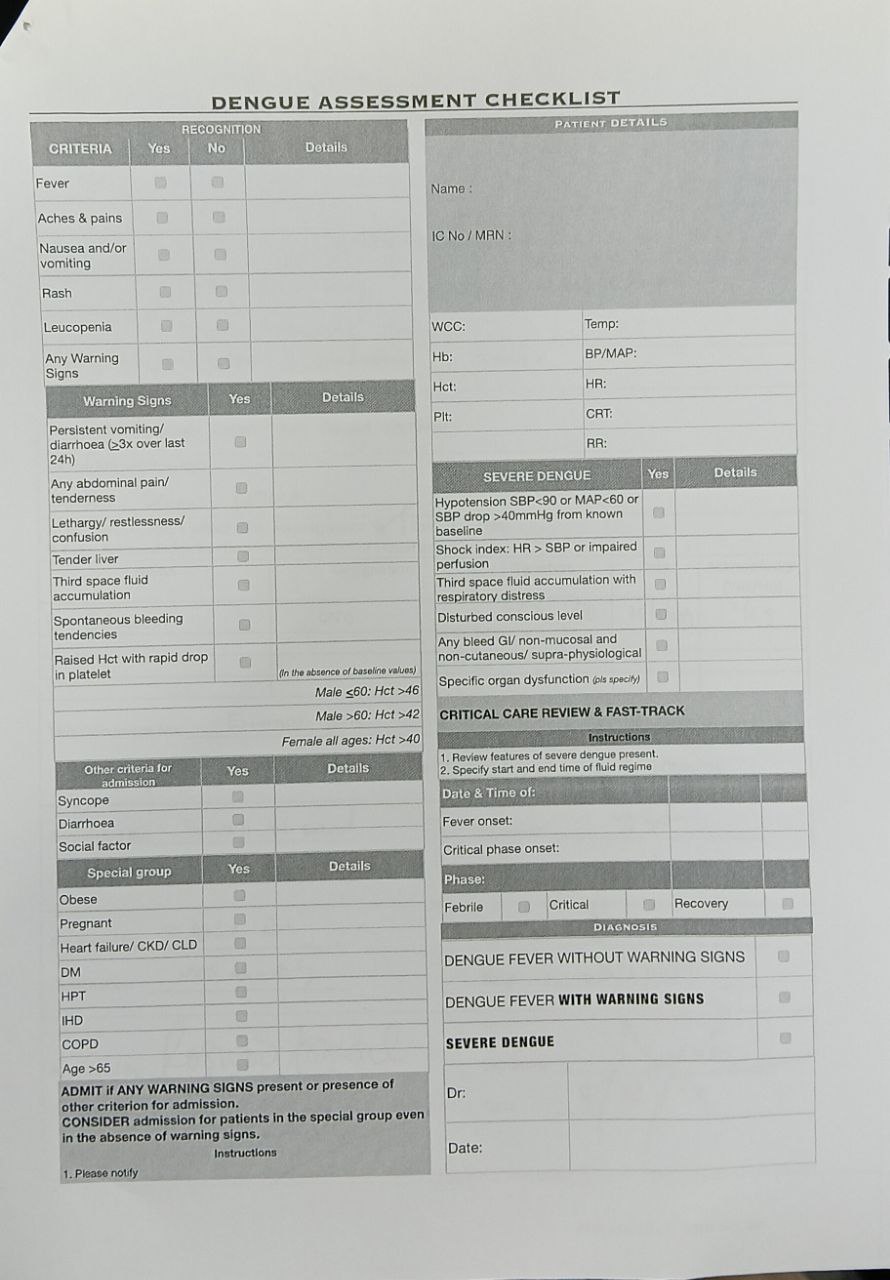 DENGUE ASSESSMENT CHECKLIST
RECOGNITION
CRITERIA Yes No Details
Fever
Aches & pains
Nausea and/or
vomiting
Rash
Leucopenia
Any Warning
Signs
Warning Signs Yes Details
Persistent vomiting/
diarrhoea (≥3x over last
24h)
Any abdominal pain/
tenderness
Lethargy/ restlessness/
confusion
Tender liver
Third space fluid
accumulation
Spontaneous bleeding
tendencies
Raised Hct with rapid drop
in platelet
(In the absence of baseline values)
Male ≤60: Hct >46
Male >60: Hct >42
Female all ages: Hct >40
Other criteria for
admission
Yes Details
Syncope
Diarrhoea
Social factor
Special group Yes Details
Obese
Pregnant
Heart failure/ CKD/ CLD
DM
HPT
IHD
COPD
Age >65
ADMIT if ANY WARNING SIGNS present or presence of
other criterion for admission.
CONSIDER admission for patients in the special group even
in the absence of warning signs.
Instructions
1. Please notify
PATIENT DETAILS
Name :
IC No / MRN :
WCC: Temp:
Hb: BP/MAP:
Hct: HR:
Plt: CRT:
RR:
SEVERE DENGUE Yes Details
Hypotension SBP<90 or MAP<60 or
SBP drop >40mmHg from known
baseline
Shock index: HR > SBP or impaired
perfusion
Third space fluid accumulation with
respiratory distress
Disturbed conscious level
Any bleed GI/ non-mucosal and
non-cutaneous/ supra-physiological
Specific organ dysfunction (pls specify)
CRITICAL CARE REVIEW & FAST-TRACK
Instructions
1. Review features of severe dengue present.
2. Specify start and end time of fluid regime
Date & Time of:
Fever onset:
Critical phase onset:
Phase:
Febrile Critical Recovery
DIAGNOSIS
DENGUE FEVER WITHOUT WARNING SIGNS
DENGUE FEVER WITH WARNING SIGNS
SEVERE DENGUE
Dr:
Date: